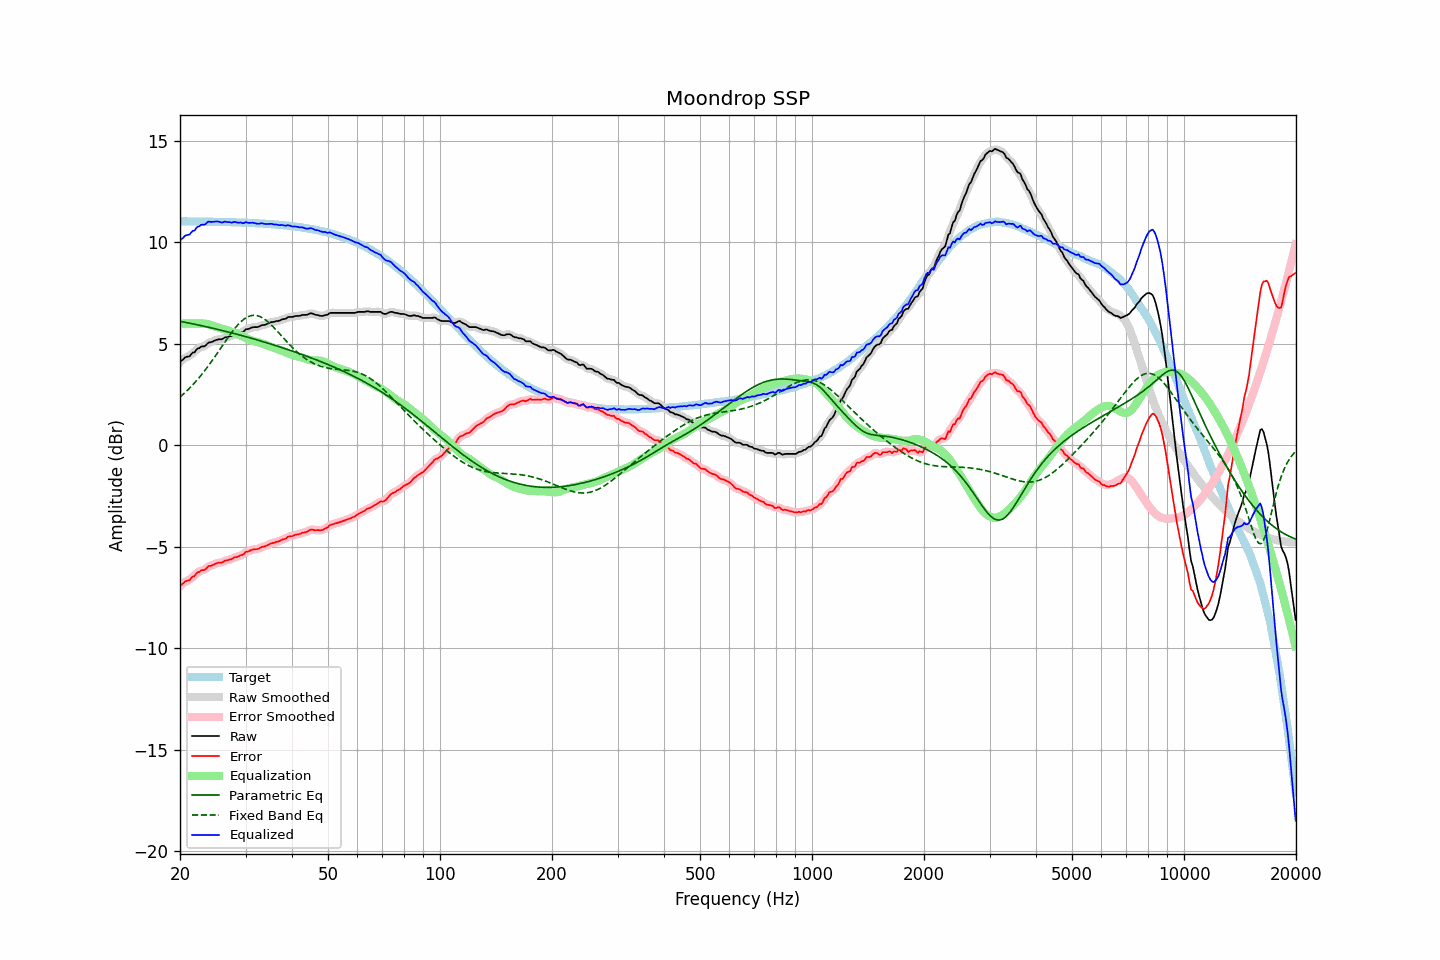 Moondrop SSP
Amplitude (dBr)
15
10
5
0
−5
−10
−15
−20
Target
Raw Smoothed
Error Smoothed
Raw
Error
Equalization
Parametric Eq
Fixed Band Eq
Equalized
20 50 100 200 500 1000 2000 5000 10000 20000
Frequency (Hz)